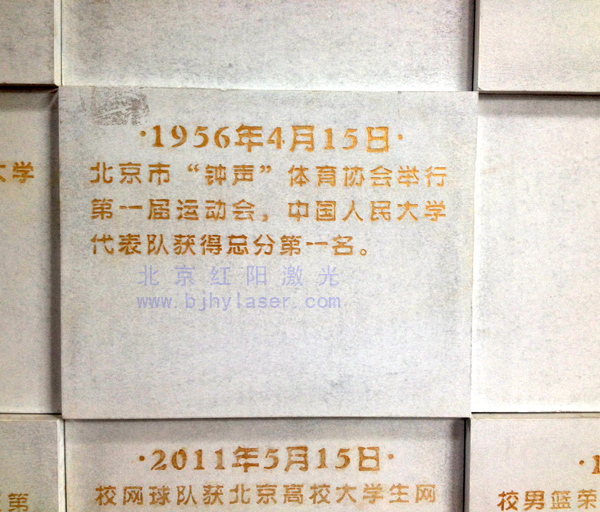 ·1956年4月15日·
北京市“钟声”体育协会举行
第一届运动会，中国人民大学
代表队获得总分第一名。
北京红阳激光
www.bjhylaser.com
大学
·2011年5月15日·
校网球队获北京高校大学生网
第
·1
校男篮荣